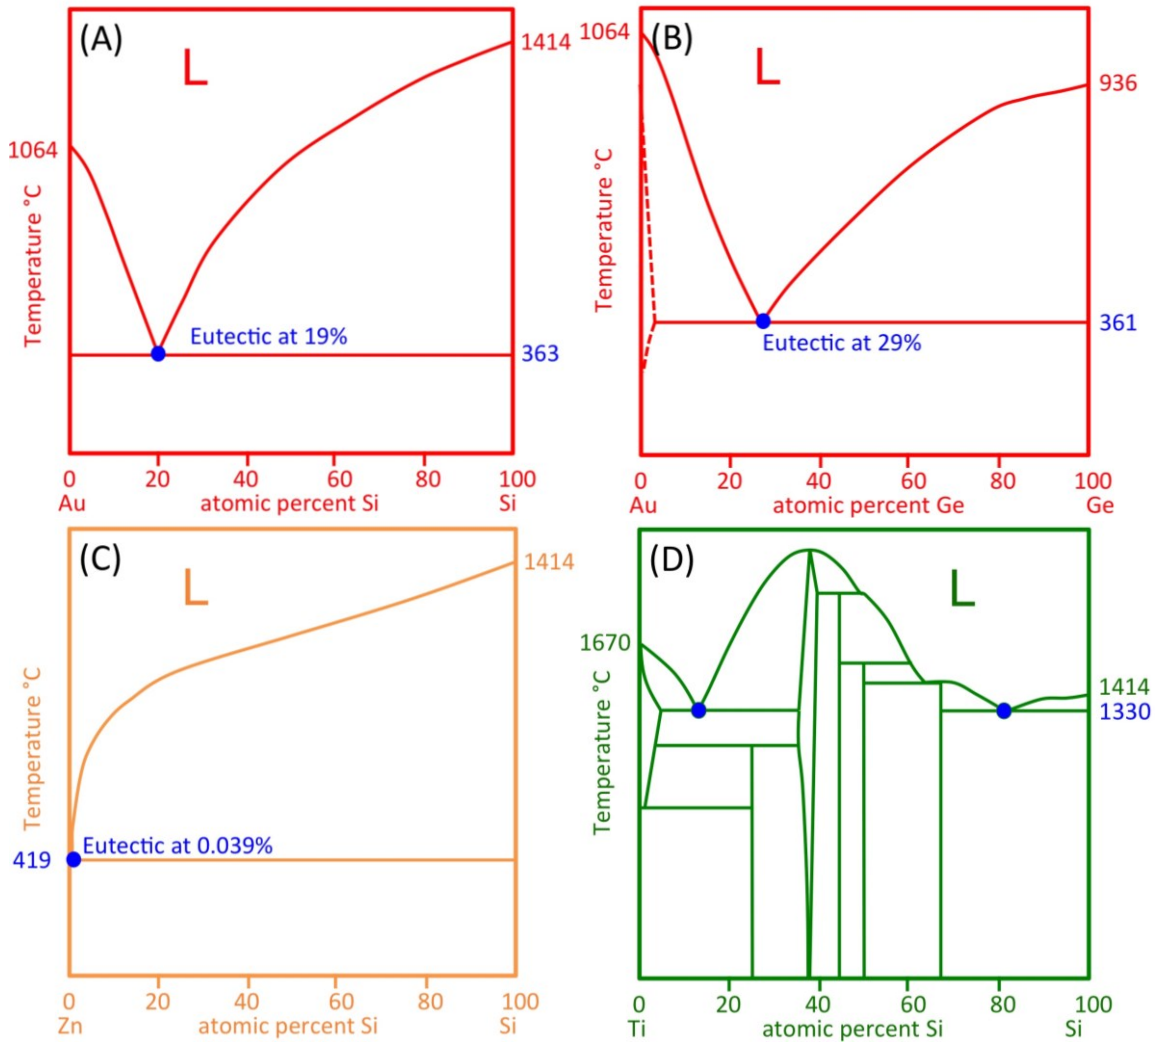 (A)
L
1414
1064
Temperature °C
Eutectic at 19%
363
0 20 40 60 80 100
Au atomic percent Si Si
(B)
1064
L
936
Temperature °C
361
Eutectic at 29%
0 20 40 60 80 100
Au atomic percent Ge Ge
(C)
L
1414
Temperature °C
Eutectic at 0.039%
419
0 20 40 60 80 100
Zn atomic percent Si Si
(D)
L
1670
1414
1330
Temperature °C
0 20 40 60 80 100
Ti atomic percent Si Si